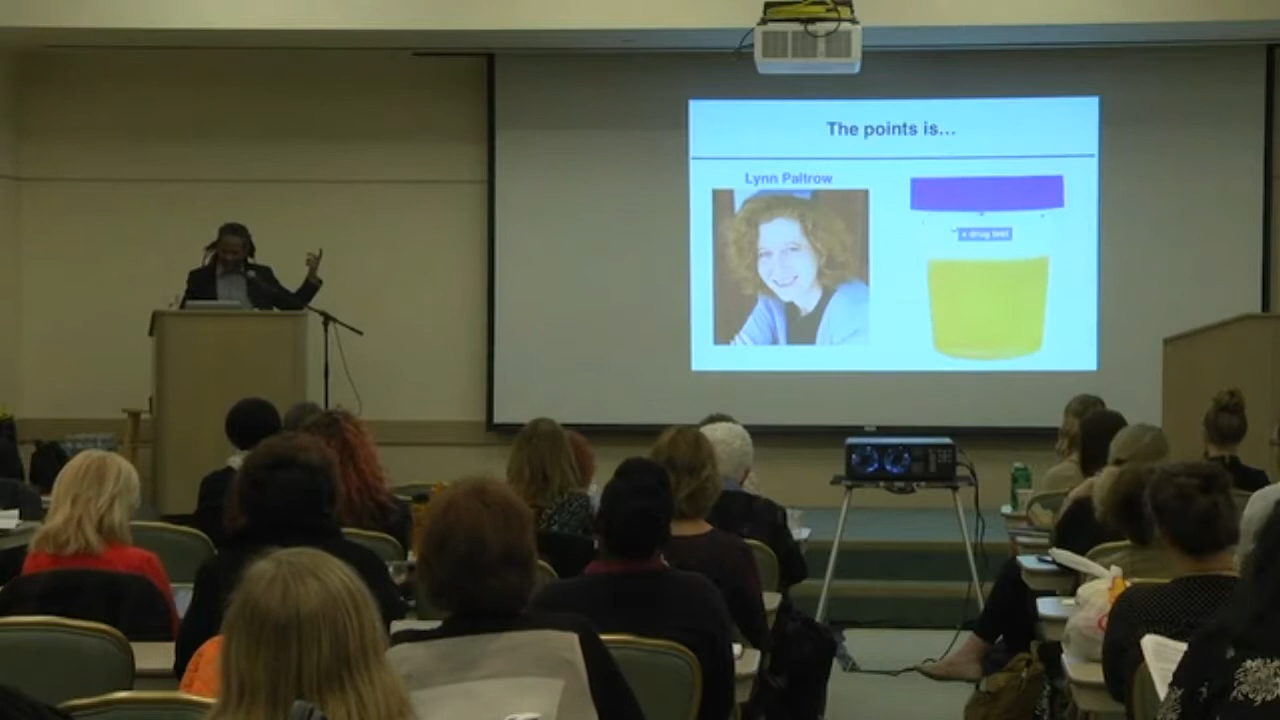 The points is…
Lynn Paltrow
+ drug test